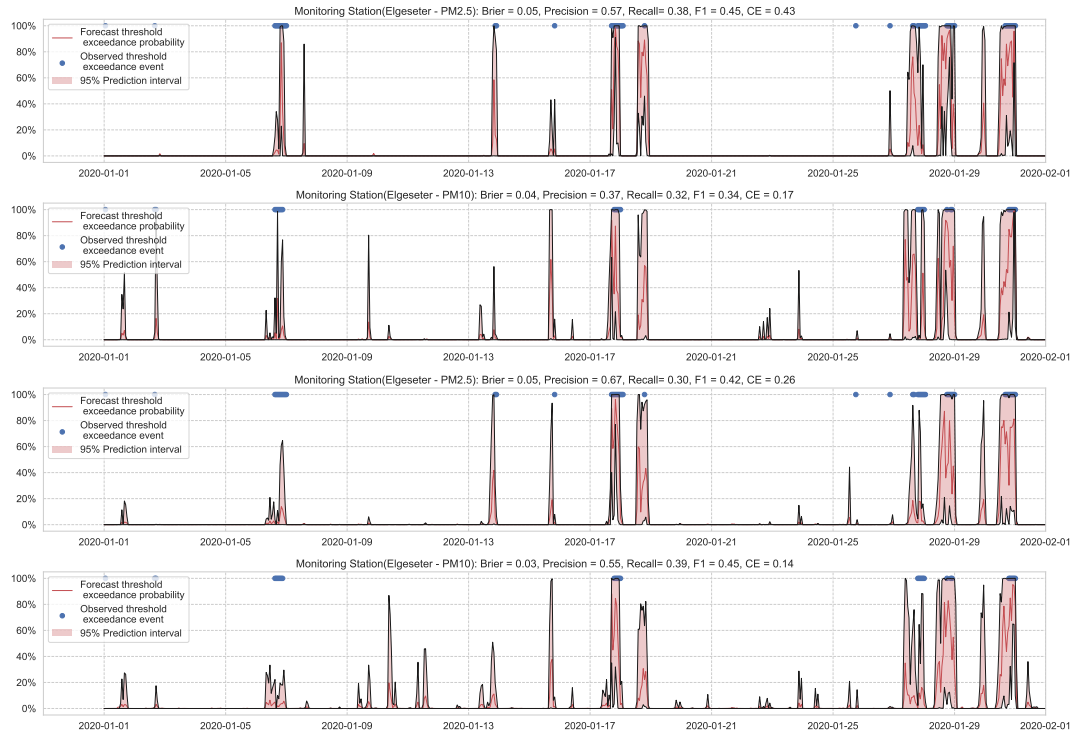 Monitoring Station(Elgeseter - PM2.5): Brier = 0.05, Precision = 0.57, Recall= 0.38, F1 = 0.45, CE = 0.43
100%
80%
60%
40%
20%
0%
Forecast threshold
exceedance probability
Observed threshold
exceedance event
95% Prediction interval
2020-01-01 2020-01-05 2020-01-09 2020-01-13 2020-01-17 2020-01-21 2020-01-25 2020-01-29 2020-02-01
Monitoring Station(Elgeseter - PM10): Brier = 0.04, Precision = 0.37, Recall= 0.32, F1 = 0.34, CE = 0.17
100%
80%
60%
40%
20%
0%
Forecast threshold
exceedance probability
Observed threshold
exceedance event
95% Prediction interval
2020-01-01 2020-01-05 2020-01-09 2020-01-13 2020-01-17 2020-01-21 2020-01-25 2020-01-29 2020-02-01
Monitoring Station(Elgeseter - PM2.5): Brier = 0.05, Precision = 0.67, Recall= 0.30, F1 = 0.42, CE = 0.26
100%
80%
60%
40%
20%
0%
Forecast threshold
exceedance probability
Observed threshold
exceedance event
95% Prediction interval
2020-01-01 2020-01-05 2020-01-09 2020-01-13 2020-01-17 2020-01-21 2020-01-25 2020-01-29 2020-02-01
Monitoring Station(Elgeseter - PM10): Brier = 0.03, Precision = 0.55, Recall= 0.39, F1 = 0.45, CE = 0.14
100%
80%
60%
40%
20%
0%
Forecast threshold
exceedance probability
Observed threshold
exceedance event
95% Prediction interval
2020-01-01 2020-01-05 2020-01-09 2020-01-13 2020-01-17 2020-01-21 2020-01-25 2020-01-29 2020-02-01